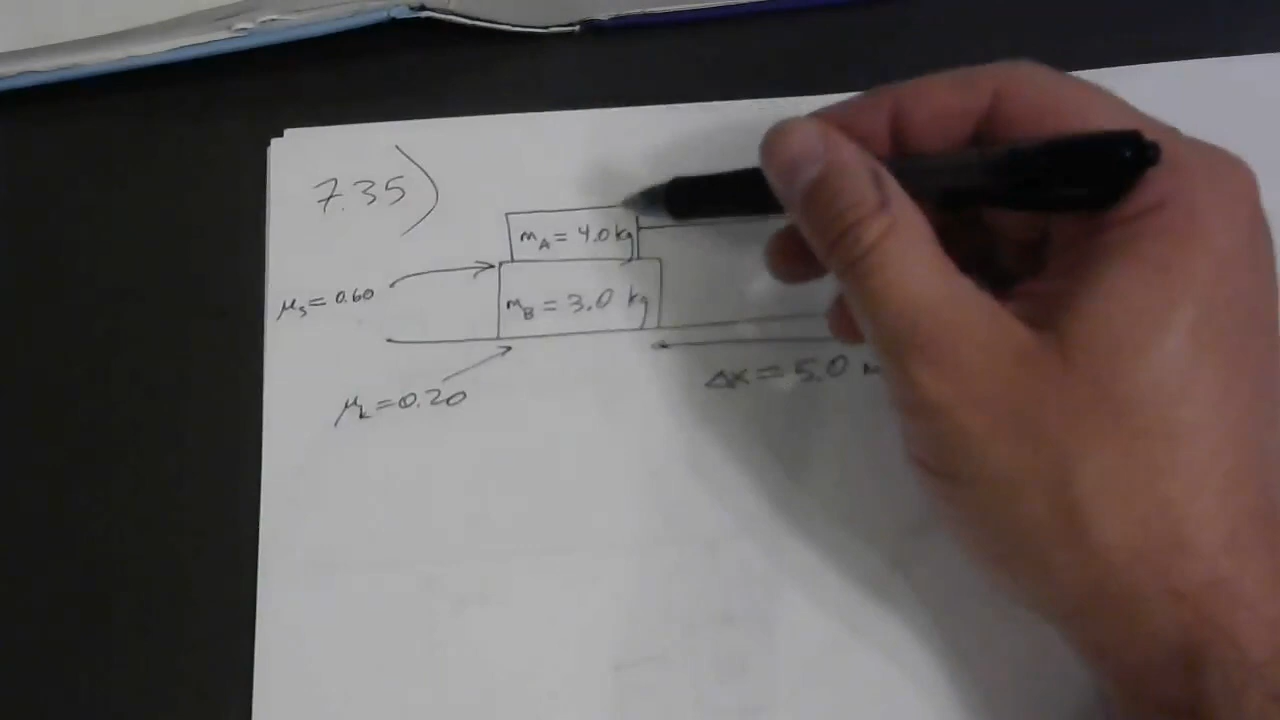 7.35)
m_A = 4.0 kg
μ_s = 0.60
m_B = 3.0 kg
Δx = 5.0
μ_k = 0.20